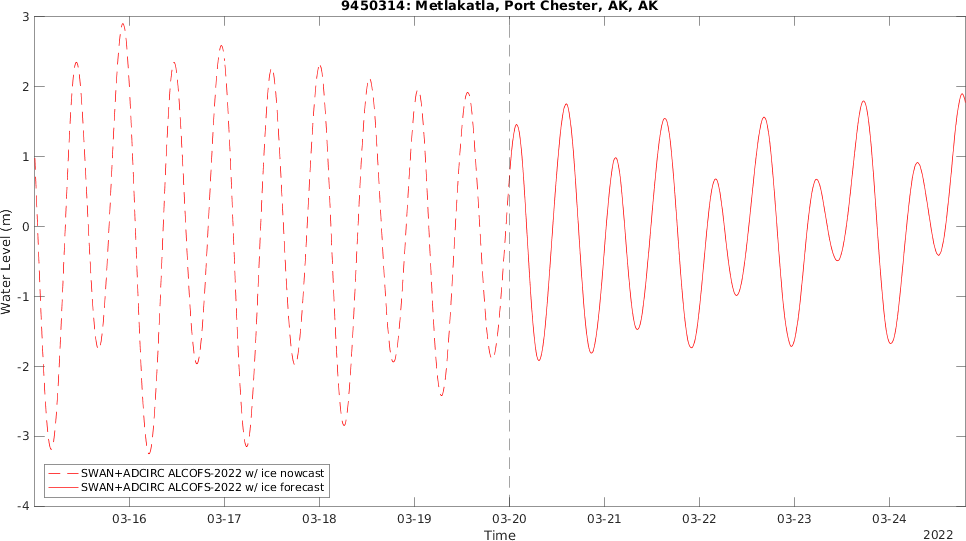 9450314: Metlakatla, Port Chester, AK, AK
3
2
1
0
-1
-2
-3
-4
Water Level (m)
SWAN+ADCIRC ALCOFS-2022 w/ ice nowcast
SWAN+ADCIRC ALCOFS-2022 w/ ice forecast
03-16 03-17 03-18 03-19 03-20 03-21 03-22 03-23 03-24
Time
2022